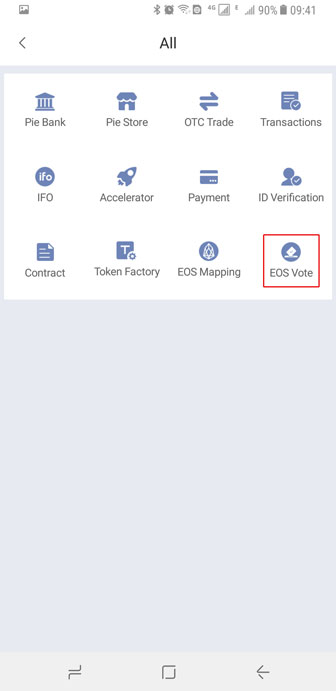 4G 90% 09:41
All
Pie Bank Pie Store OTC Trade Transactions
ifo
IFO Accelerator Payment ID Verification
T
Contract Token Factory EOS Mapping EOS Vote